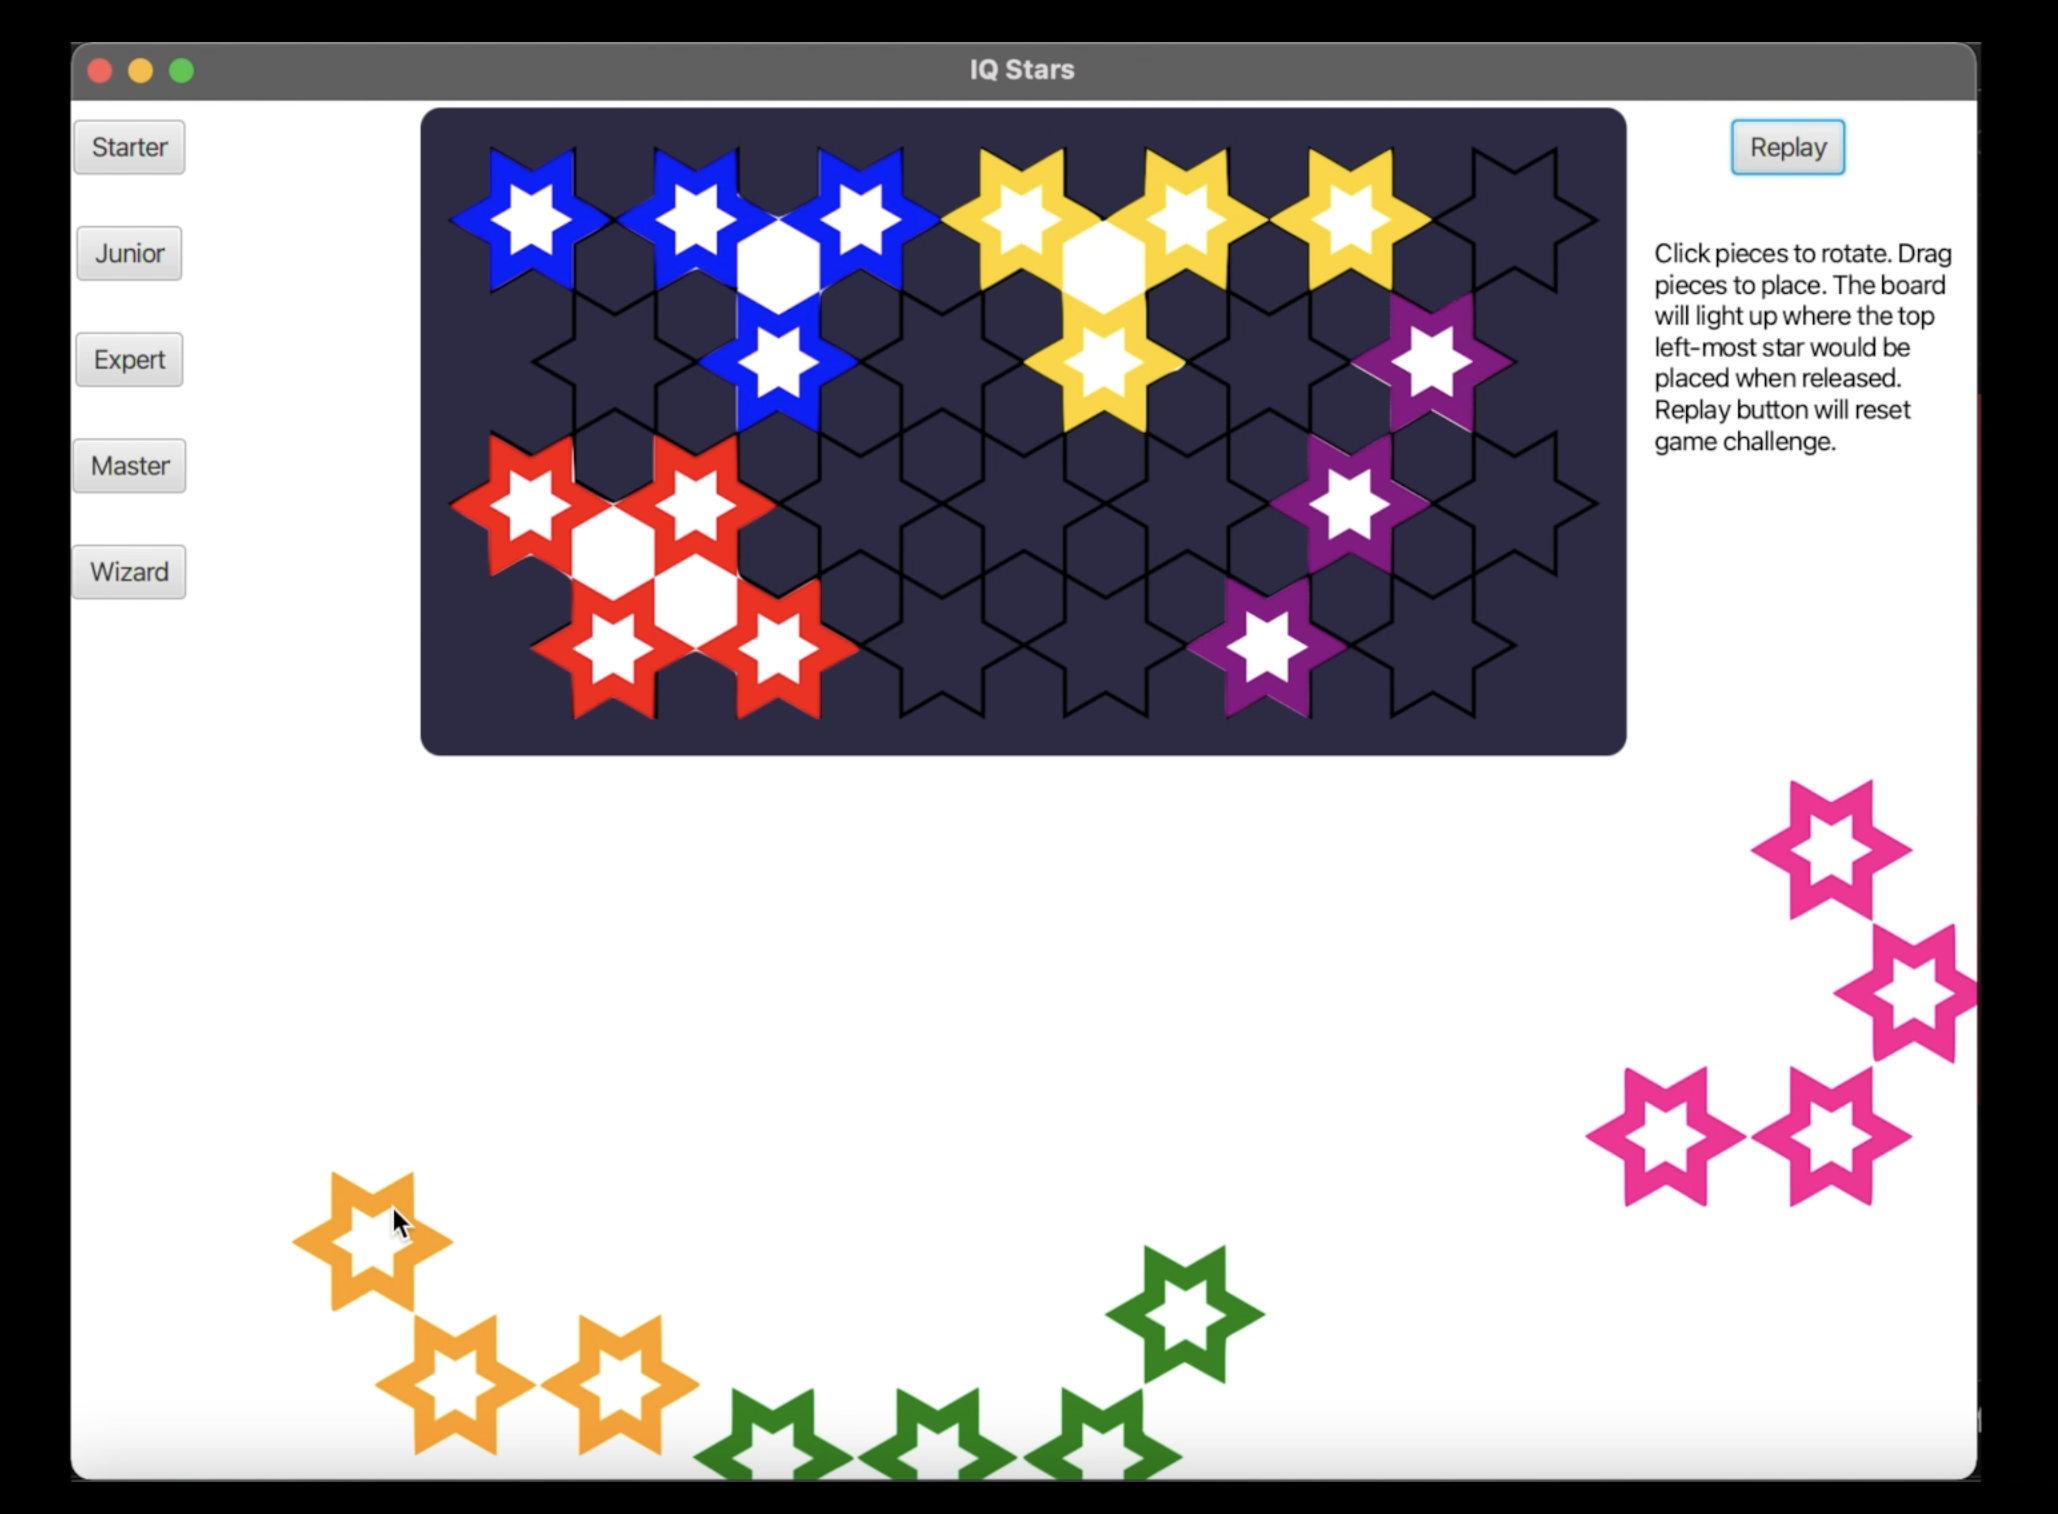 IQ Stars
Starter
Junior
Expert
Master
Wizard
Replay
Click pieces to rotate. Drag
pieces to place. The board
will light up where the top
left-most star would be
placed when released.
Replay button will reset
game challenge.